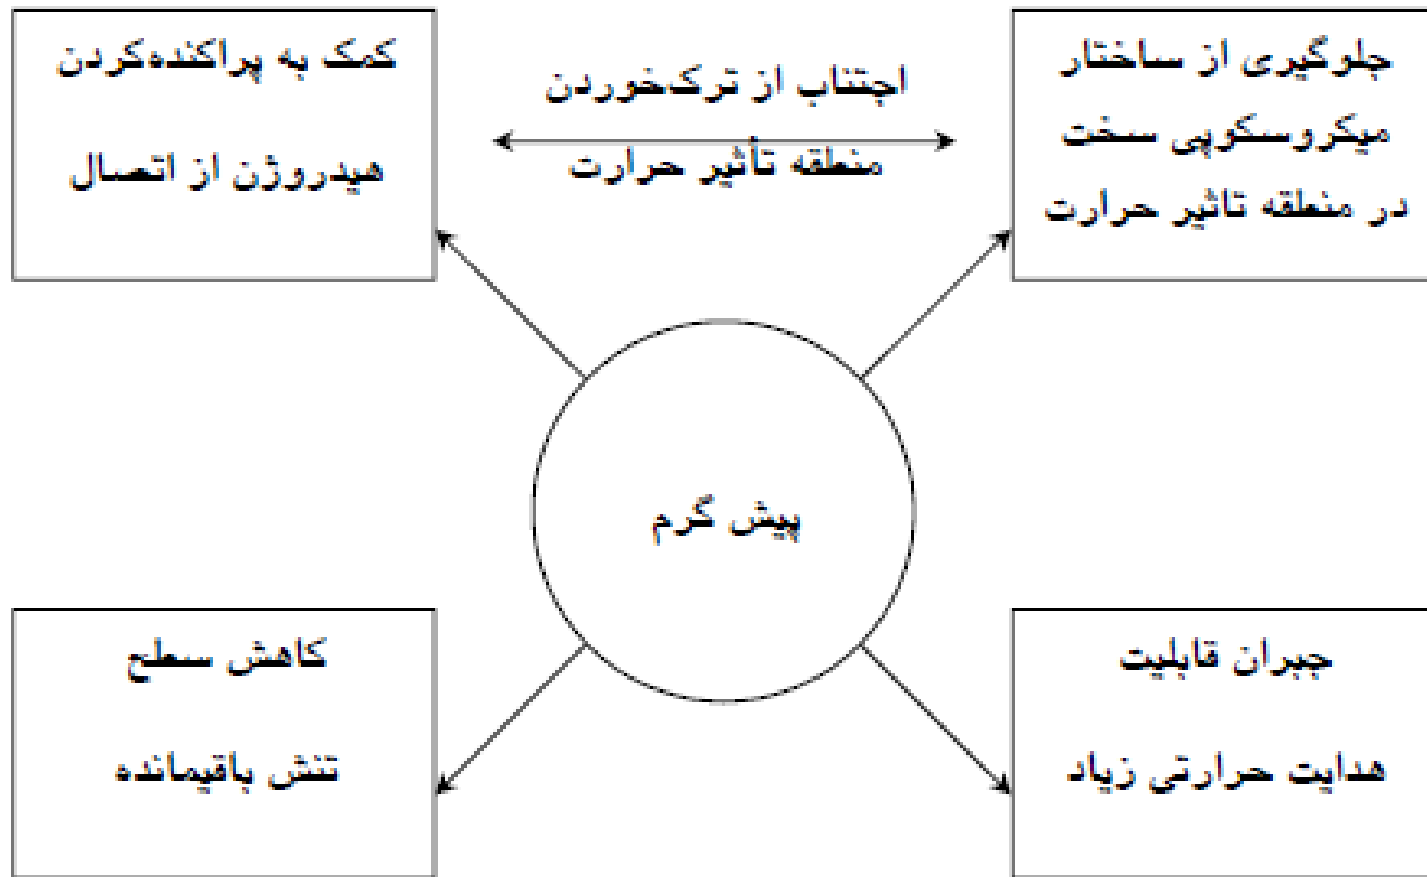 جلوگیری از ساختار
میکروسکوپی سخت
در منطقه تاثیر حرارت
اجتناب از ترک‌خوردن
منطقه تأثیر حرارت
کمک به پراکنده‌کردن
هیدروژن از اتصال
پیش گرم
جبران قابلیت
هدایت حرارتی زیاد
کاهش سطح
تنش باقیمانده